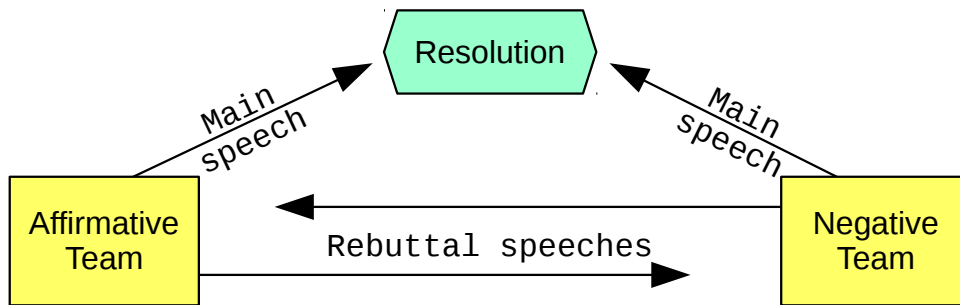 Resolution
Main
speech
Main
speech
Affirmative
Team
Rebuttal speeches
Negative
Team